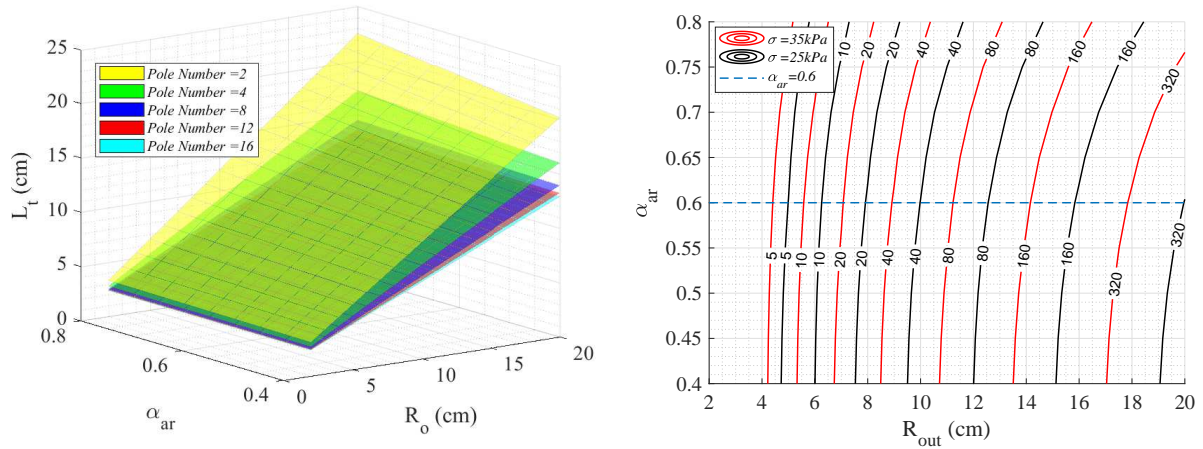 25
20
15
10
5
0
L_t (cm)
Pole Number =2
Pole Number =4
Pole Number =8
Pole Number =12
Pole Number =16
0.8
0.6
0.4
α_ar
0
5
10
15
20
R_o (cm)
0.8
0.75
0.7
0.65
0.6
0.55
0.5
0.45
0.4
α_ar
σ =35kPa
σ =25kPa
α_ar=0.6
10 20 20 40 40 80 80 160 160 320
5 5 10 10 20 20 40 40 80 80 160 160 320 320
2 4 6 8 10 12 14 16 18 20
R_out (cm)